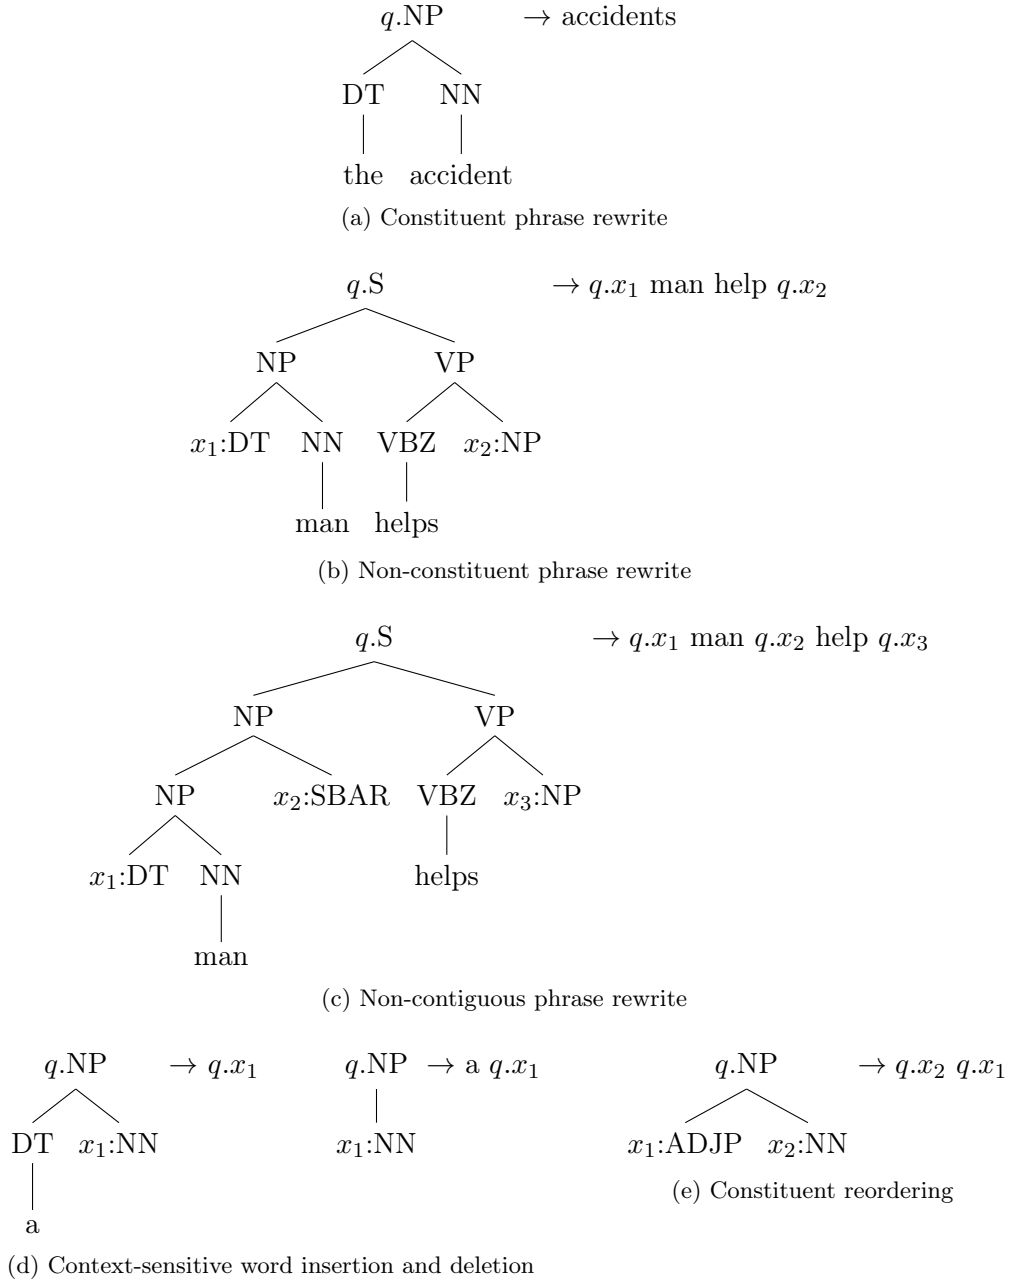 q.NP → accidents
DT NN
the accident
(a) Constituent phrase rewrite
q.S → q.x₁ man help q.x₂
NP VP
x₁:DT NN VBZ x₂:NP
man helps
(b) Non-constituent phrase rewrite
q.S → q.x₁ man q.x₂ help q.x₃
NP VP
NP x₂:SBAR VBZ x₃:NP
x₁:DT NN helps
man
(c) Non-contiguous phrase rewrite
q.NP → q.x₁ q.NP → a q.x₁ q.NP → q.x₂ q.x₁
DT x₁:NN x₁:NN x₁:ADJP x₂:NN
(e) Constituent reordering
a
(d) Context-sensitive word insertion and deletion